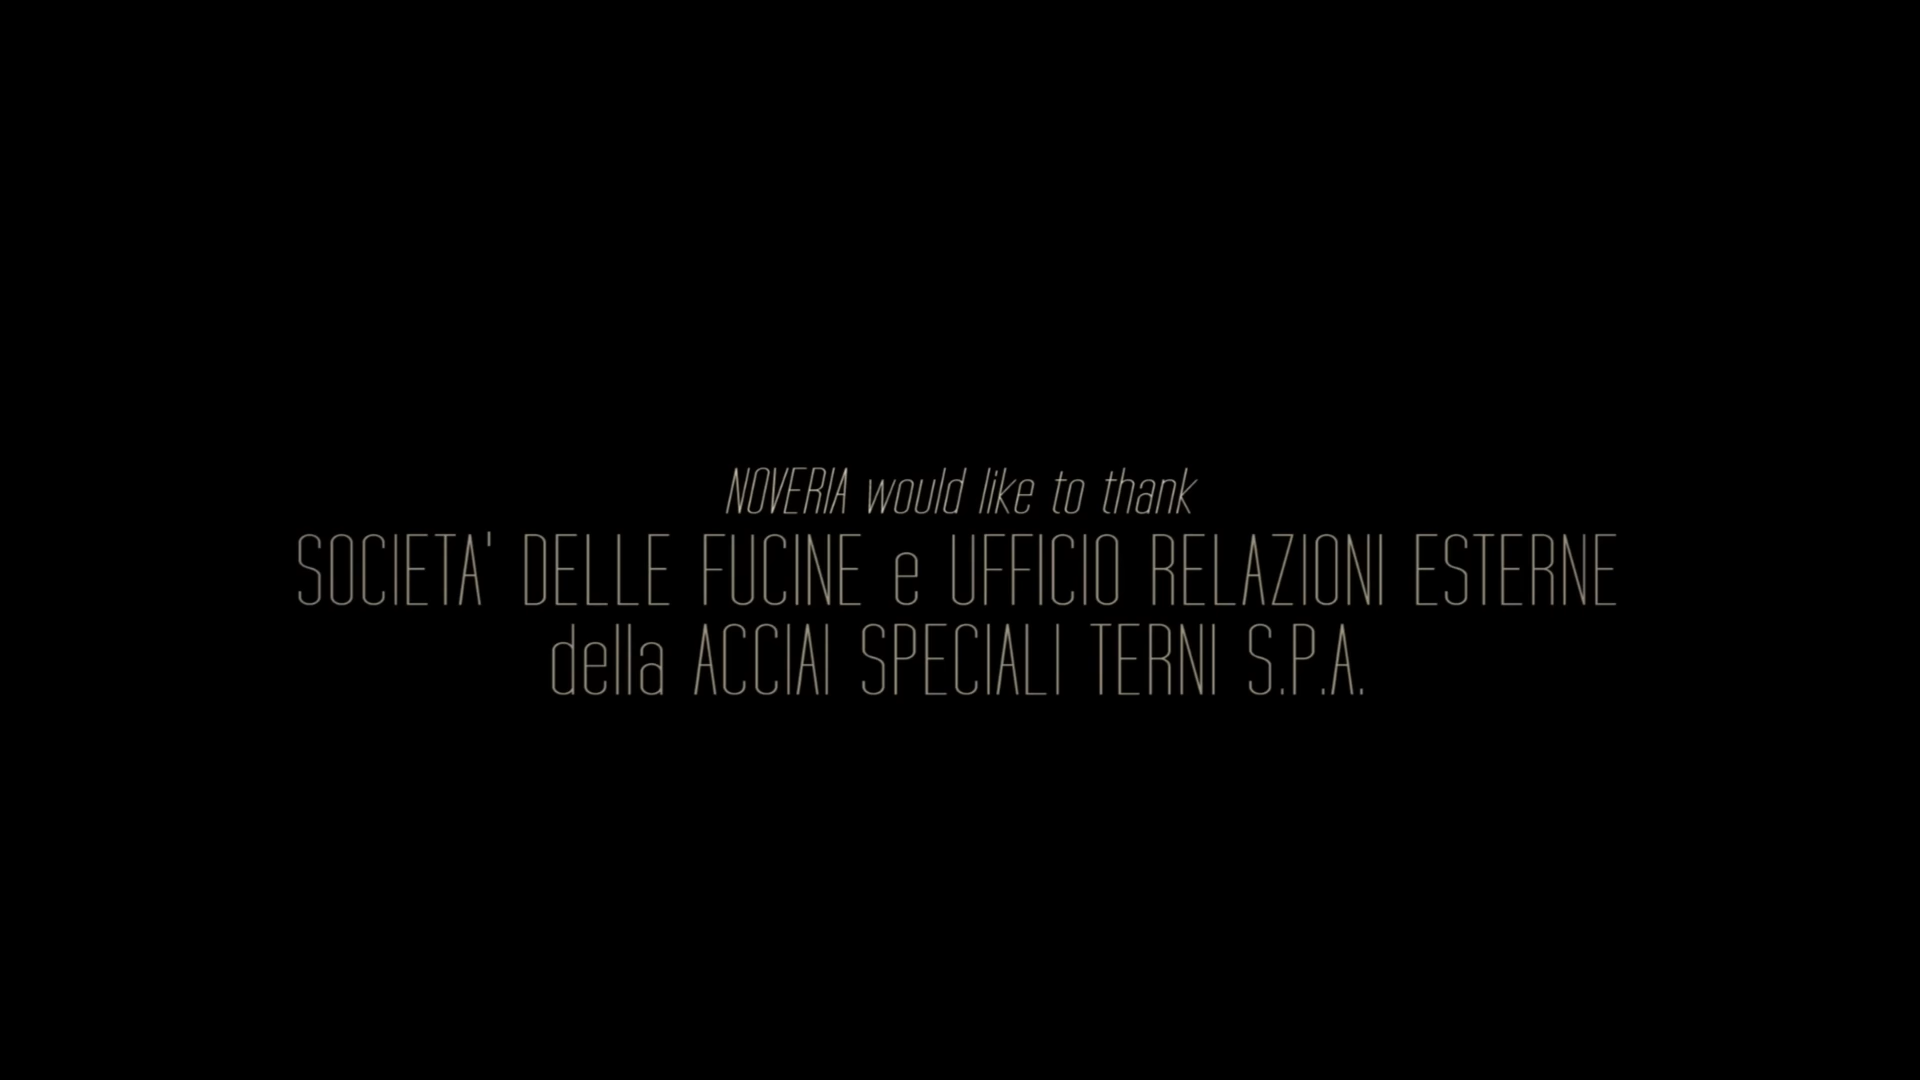 NOVERIA would like to thank
SOCIETA' DELLE FUCINE e UFFICIO RELAZIONI ESTERNE
della ACCIAI SPECIALI TERNI S.P.A.